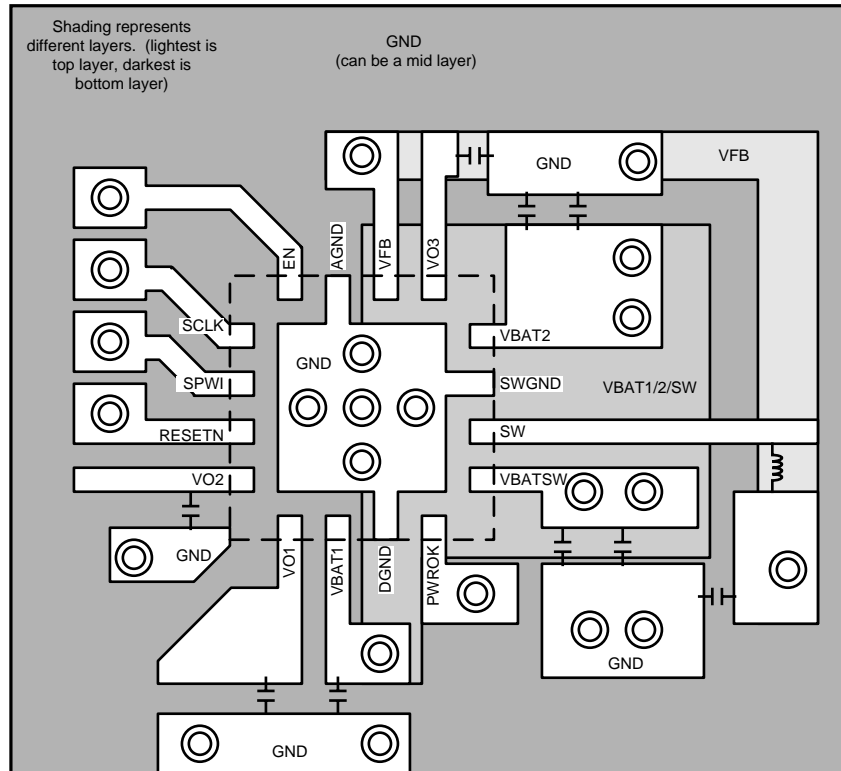 Shading represents
different layers.  (lightest is
top layer, darkest is
bottom layer)
GND
(can be a mid layer)
GND
VFB
EN
AGND
VFB
VO3
SCLK
VBAT2
GND
SPWI
SWGND
VBAT1/2/SW
RESETN
SW
VO2
VBATSW
GND
VO1
VBAT1
DGND
PWROK
GND
GND